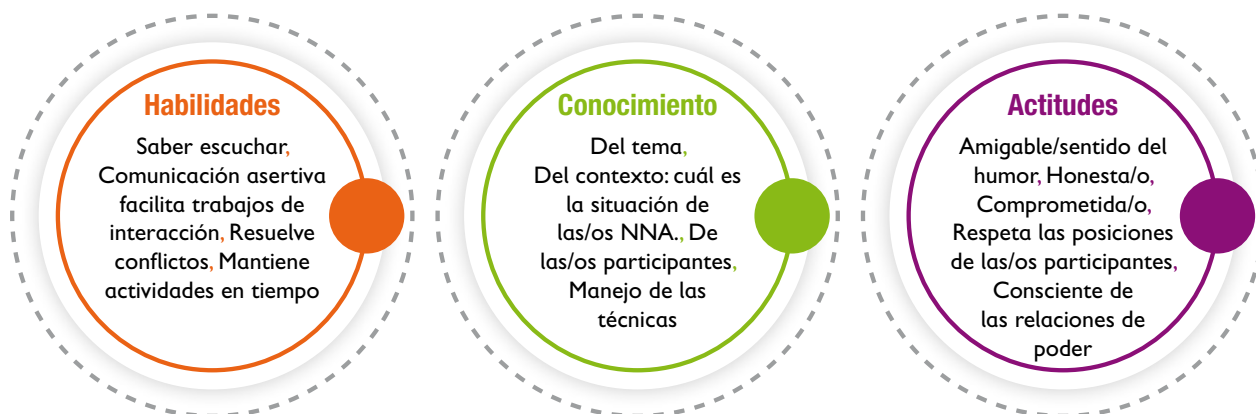 Habilidades
Saber escuchar,
Comunicación asertiva
facilita trabajos de
interacción, Resuelve
conflictos, Mantiene
actividades en tiempo
Conocimiento
Del tema,
Del contexto: cuál es
la situación de
las/os NNA., De
las/os participantes,
Manejo de las
técnicas
Actitudes
Amigable/sentido del
humor, Honesta/o,
Comprometida/o,
Respeta las posiciones
de las/os participantes,
Consciente de
las relaciones de
poder